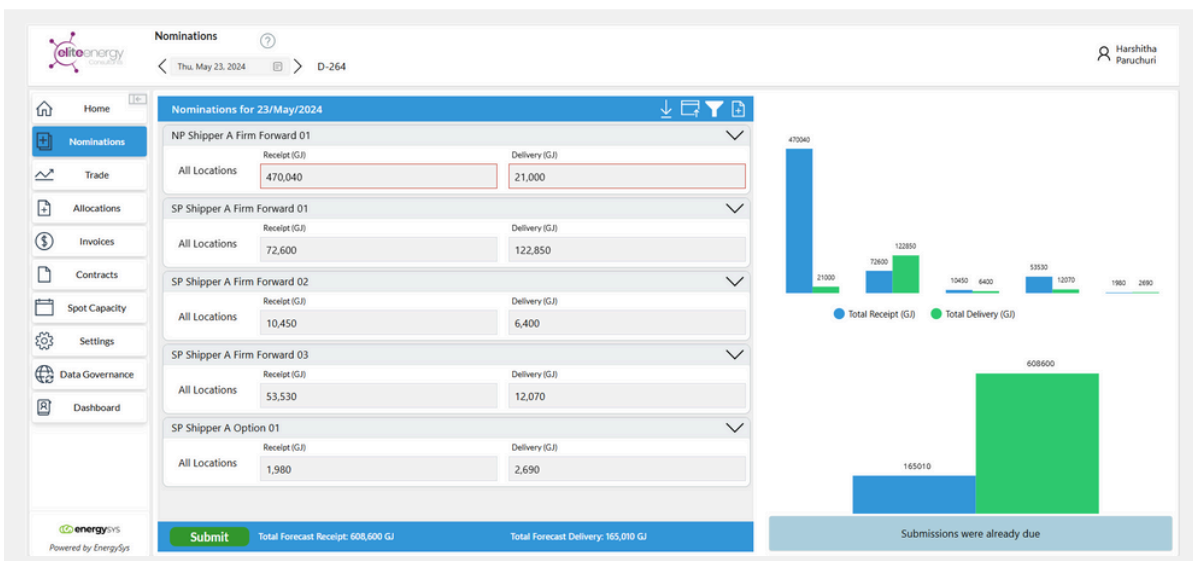 eliteenergy
Consultants
Nominations
?
Thu, May 23, 2024
D-264
Harshitha
Paruchuri
Home
Nominations
Trade
Allocations
Invoices
Contracts
Spot Capacity
Settings
Data Governance
Dashboard
energysys
Powered by EnergySys
Nominations for 23/May/2024
NP Shipper A Firm Forward 01
Receipt (GJ) Delivery (GJ)
All Locations 470,040 21,000
SP Shipper A Firm Forward 01
Receipt (GJ) Delivery (GJ)
All Locations 72,600 122,850
SP Shipper A Firm Forward 02
Receipt (GJ) Delivery (GJ)
All Locations 10,450 6,400
SP Shipper A Firm Forward 03
Receipt (GJ) Delivery (GJ)
All Locations 53,530 12,070
SP Shipper A Option 01
Receipt (GJ) Delivery (GJ)
All Locations 1,980 2,690
Submit Total Forecast Receipt: 608,600 GJ Total Forecast Delivery: 165,010 GJ
470040
21000
72600
122850
10450
6400
53530
12070
1980
2690
Total Receipt (GJ) Total Delivery (GJ)
608600
165010
Submissions were already due